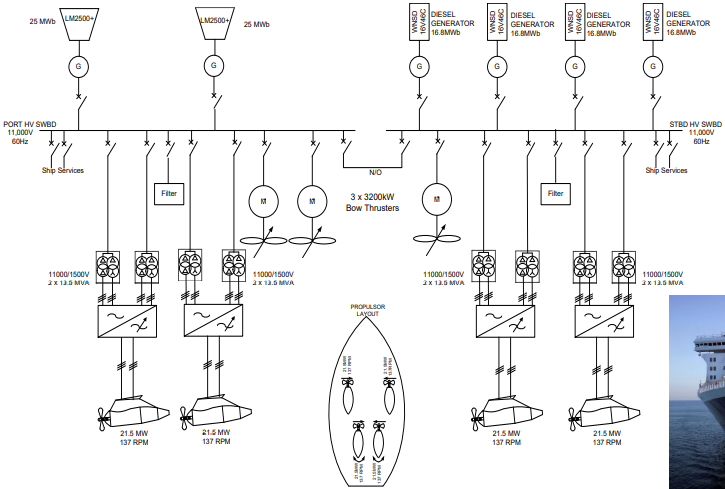 25 MWb
LM2500+
LM2500+
25 MWb
WNSD
16V46C
DIESEL
GENERATOR
16.8MWb
WNSD
16V46C
DIESEL
GENERATOR
16.8MWb
WNSD
16V46C
DIESEL
GENERATOR
16.8MWb
WNSD
16V46C
DIESEL
GENERATOR
16.8MWb
G
G
G
G
G
G
PORT HV SWBD
11,000V
60Hz
STBD HV SWBD
11,000V
60Hz
Ship Services
Ship Services
N/O
Filter
Filter
M
M
M
3 x 3200kW
Bow Thrusters
11000/1500V
2 x 13.5 MVA
11000/1500V
2 x 13.5 MVA
11000/1500V
2 x 13.5 MVA
11000/1500V
2 x 13.5 MVA
PROPULSOR
LAYOUT
21.5MW
137 RPM
21.5MW
137 RPM
21.5MW
137 RPM
21.5MW
137 RPM
21.5 MW
137 RPM
21.5 MW
137 RPM
21.5 MW
137 RPM
21.5 MW
137 RPM